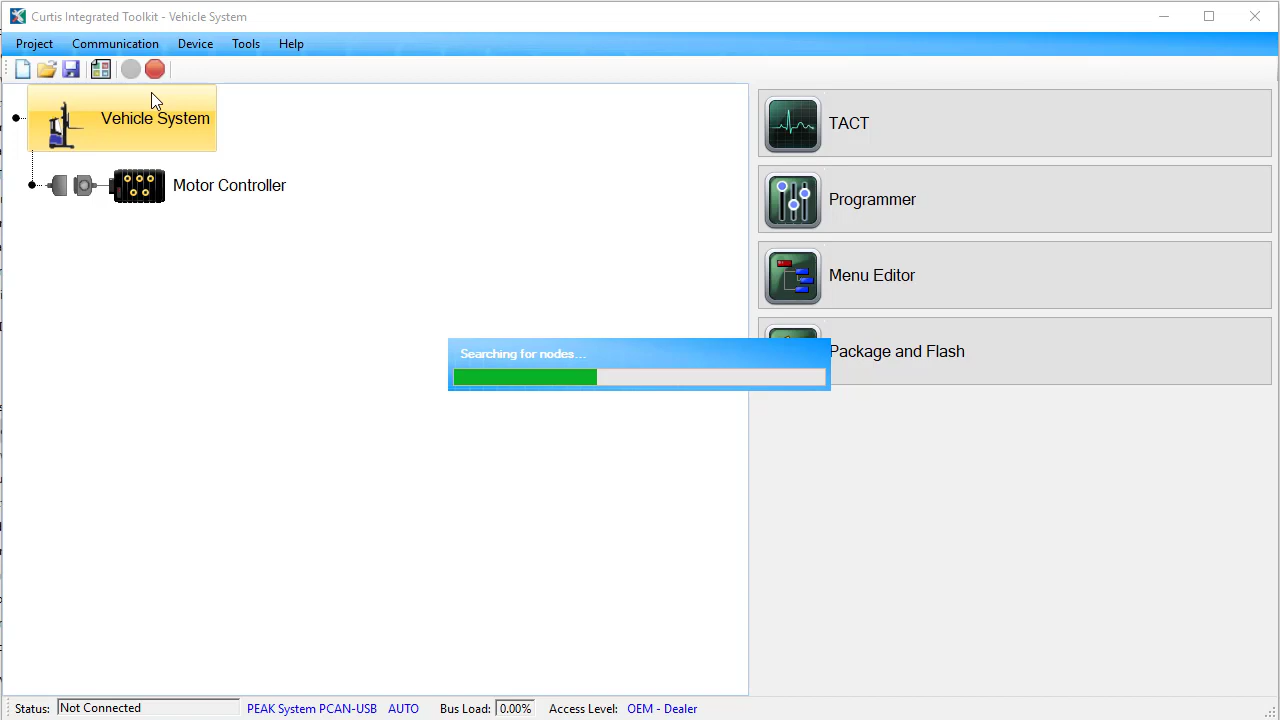 Curtis Integrated Toolkit - Vehicle System
Project Communication Device Tools Help
Vehicle System
Motor Controller
TACT
Programmer
Menu Editor
Package and Flash
Searching for nodes...
Status: Not Connected PEAK System PCAN-USB AUTO Bus Load: 0.00% Access Level: OEM - Dealer